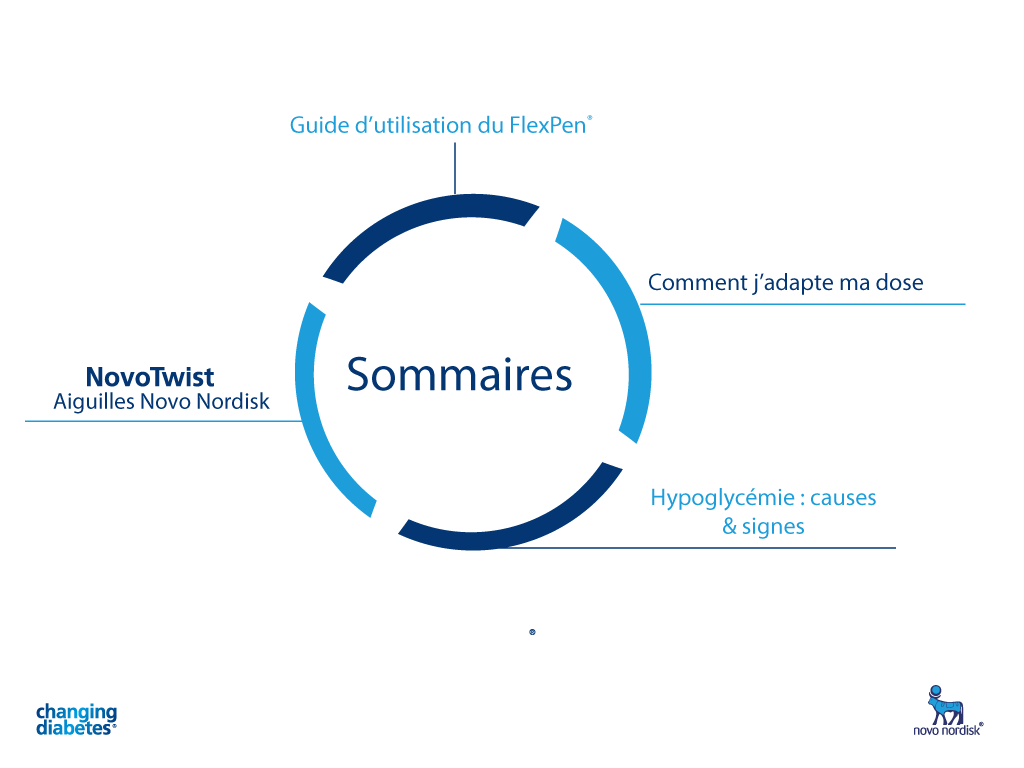 Guide d’utilisation du FlexPen®
Comment j’adapte ma dose
NovoTwist
Aiguilles Novo Nordisk
Sommaires
Hypoglycémie : causes
& signes
®
changing
diabetes®
novo nordisk®